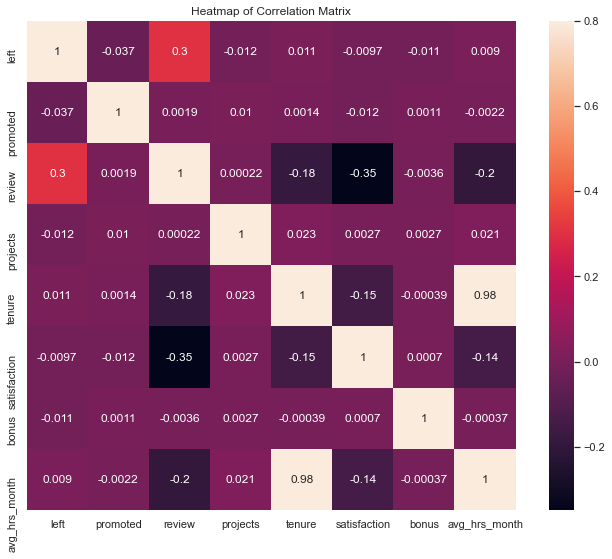 Heatmap of Correlation Matrix
left 1 -0.037 0.3 -0.012 0.011 -0.0097 -0.011 0.009
promoted -0.037 1 0.0019 0.01 0.0014 -0.012 0.0011 -0.0022
review 0.3 0.0019 1 0.00022 -0.18 -0.35 -0.0036 -0.2
projects -0.012 0.01 0.00022 1 0.023 0.0027 0.0027 0.021
tenure 0.011 0.0014 -0.18 0.023 1 -0.15 -0.00039 0.98
satisfaction -0.0097 -0.012 -0.35 0.0027 -0.15 1 0.0007 -0.14
bonus -0.011 0.0011 -0.0036 0.0027 -0.00039 0.0007 1 -0.00037
avg_hrs_month 0.009 -0.0022 -0.2 0.021 0.98 -0.14 -0.00037 1
left promoted review projects tenure satisfaction bonus avg_hrs_month
0.8
0.6
0.4
0.2
0.0
-0.2